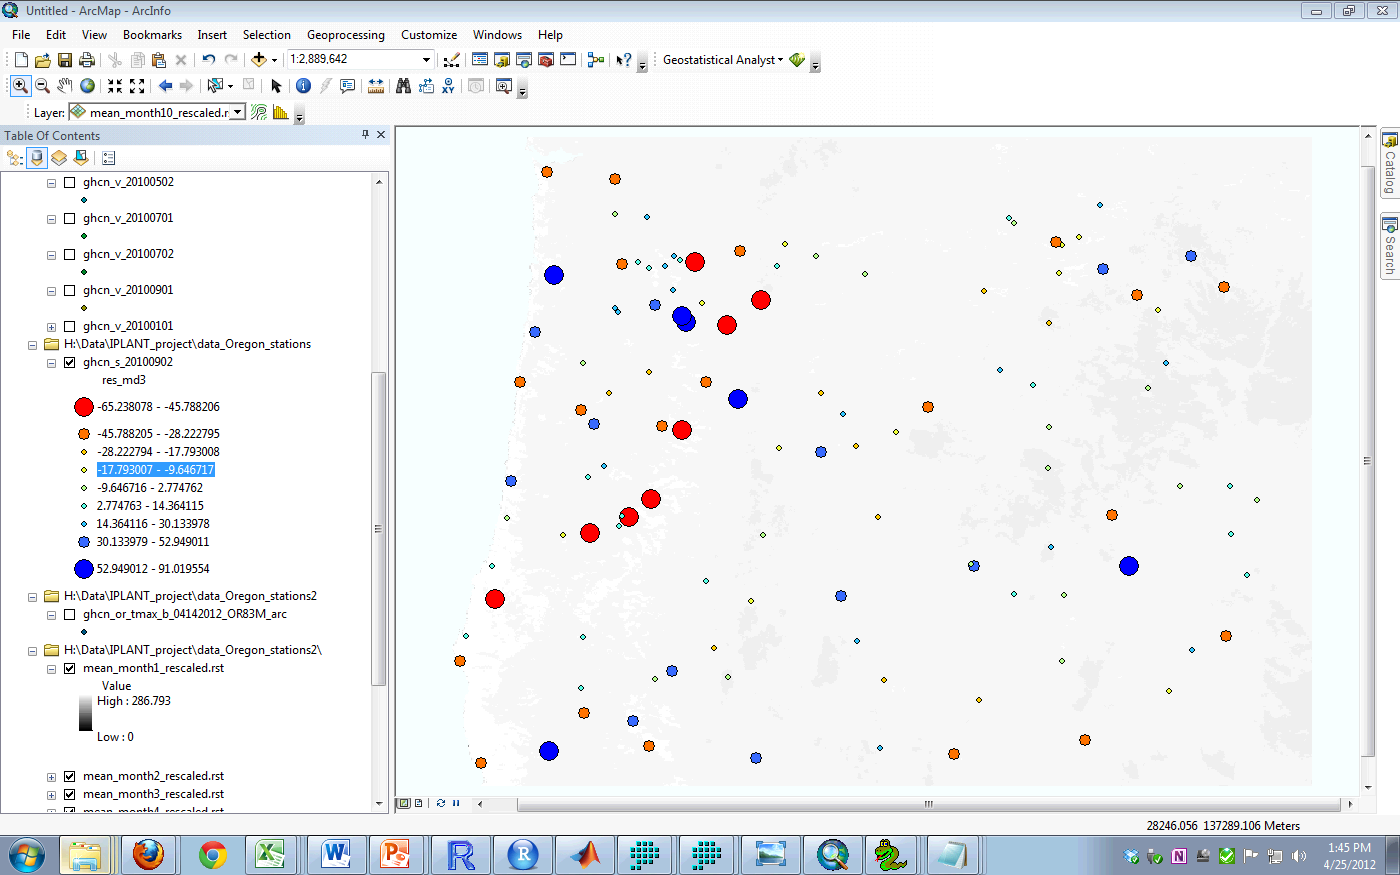 Untitled - ArcMap - ArcInfo
File Edit View Bookmarks Insert Selection Geoprocessing Customize Windows Help
1:2,889,642
Geostatistical Analyst
Layer: mean_month10_rescaled.r
Table Of Contents
ghcn_v_20100502
ghcn_v_20100701
ghcn_v_20100702
ghcn_v_20100901
ghcn_v_20100101
H:\Data\IPLANT_project\data_Oregon_stations
ghcn_s_20100902
res_md3
-65.238078 - -45.788206
-45.788205 - -28.222795
-28.222794 - -17.793008
-17.793007 - -9.646717
-9.646716 - 2.774762
2.774763 - 14.364115
14.364116 - 30.133978
30.133979 - 52.949011
52.949012 - 91.019554
H:\Data\IPLANT_project\data_Oregon_stations2
ghcn_or_tmax_b_04142012_OR83M_arc
H:\Data\IPLANT_project\data_Oregon_stations2\
mean_month1_rescaled.rst
Value
High : 286.793
Low : 0
mean_month2_rescaled.rst
mean_month3_rescaled.rst
mean_month4_rescaled.rst
Catalog
Search
28246.056 137289.106 Meters
1:45 PM
4/25/2012